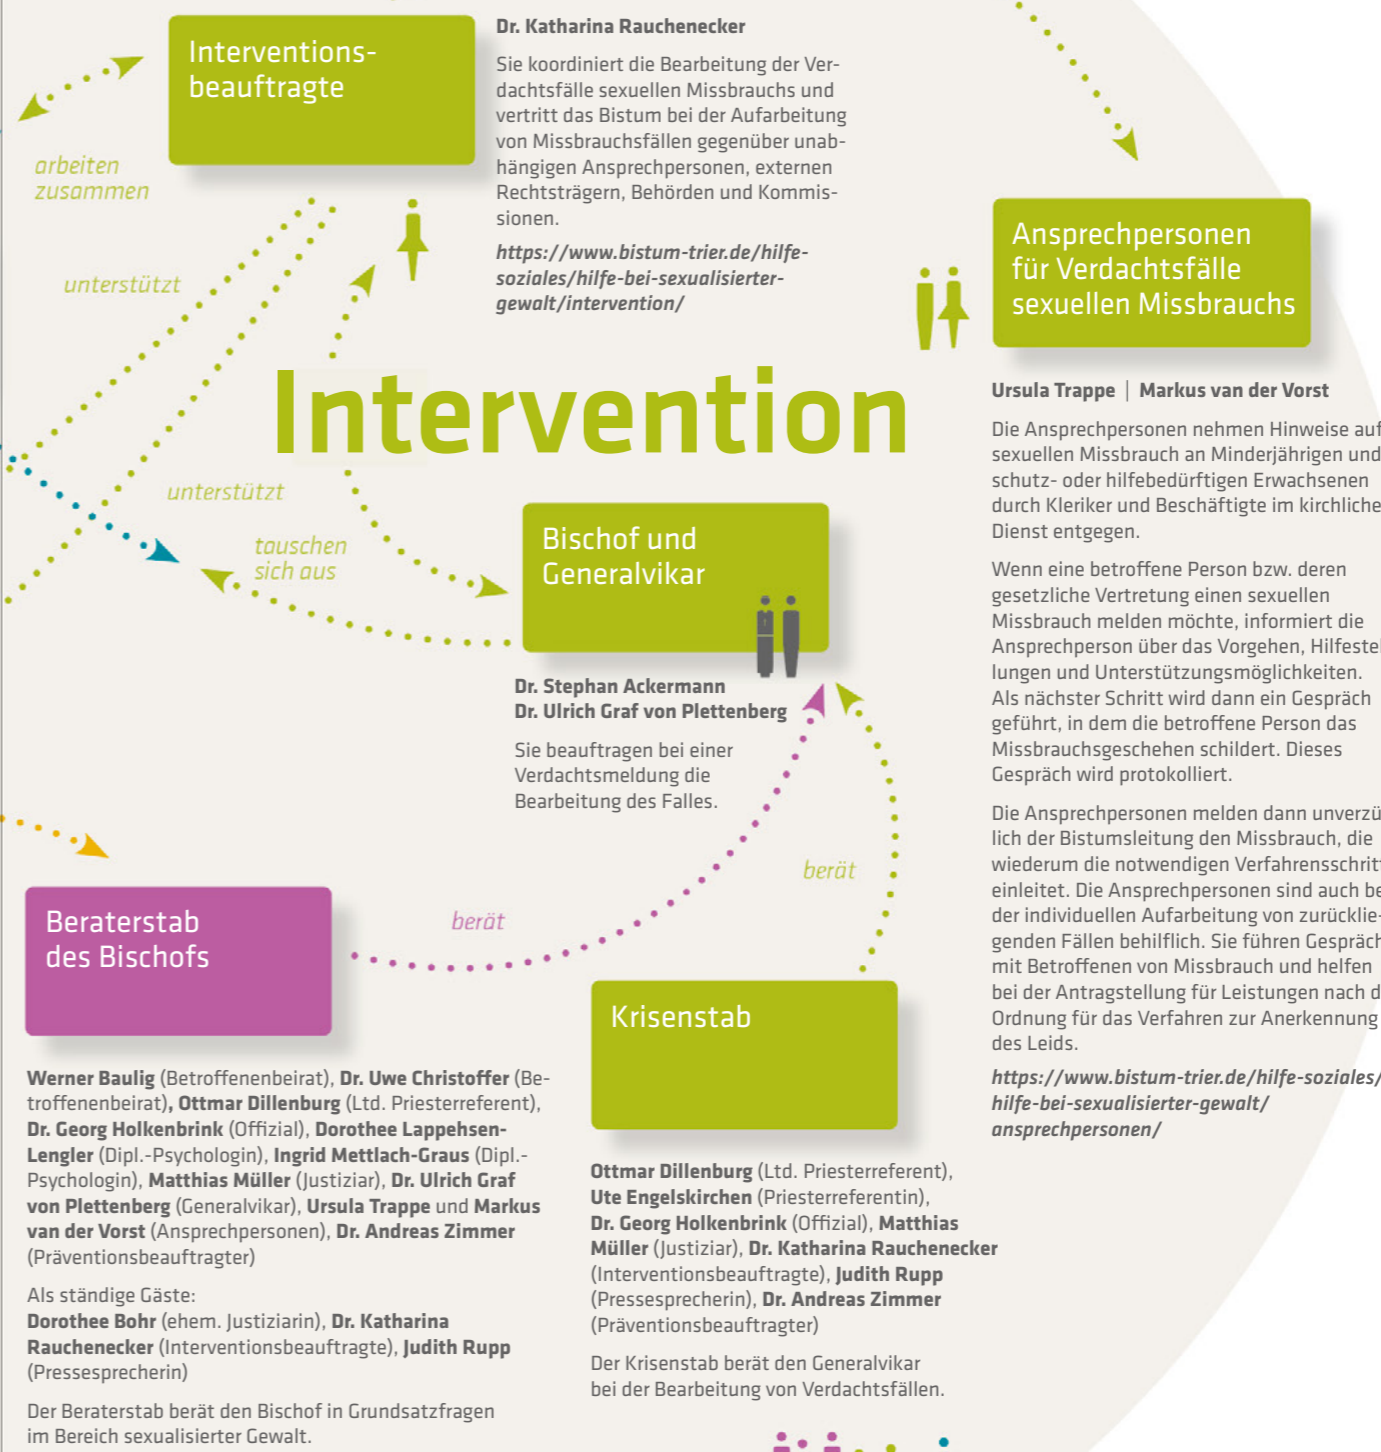 Interventions-
beauftragte
Dr. Katharina Rauchenecker
Sie koordiniert die Bearbeitung der Ver-
dachtsfälle sexuellen Missbrauchs und
vertritt das Bistum bei der Aufarbeitung
von Missbrauchsfällen gegenüber unab-
hängigen Ansprechpersonen, externen
Rechtsträgern, Behörden und Kommis-
sionen.
https://www.bistum-trier.de/hilfe-
soziales/hilfe-bei-sexualisierter-
gewalt/intervention/
arbeiten
zusammen
unterstützt
Intervention
unterstützt
tauschen
sich aus
Bischof und
Generalvikar
Dr. Stephan Ackermann
Dr. Ulrich Graf von Plettenberg
Sie beauftragen bei einer
Verdachtsmeldung die
Bearbeitung des Falles.
berät
berät
Beraterstab
des Bischofs
Werner Baulig (Betroffenenbeirat), Dr. Uwe Christoffer (Be-
troffenenbeirat), Ottmar Dillenburg (Ltd. Priesterreferent),
Dr. Georg Holkenbrink (Offizial), Dorothee Lappehsen-
Lengler (Dipl.-Psychologin), Ingrid Mettlach-Graus (Dipl.-
Psychologin), Matthias Müller (Justiziar), Dr. Ulrich Graf
von Plettenberg (Generalvikar), Ursula Trappe und Markus
van der Vorst (Ansprechpersonen), Dr. Andreas Zimmer
(Präventionsbeauftragter)
Als ständige Gäste:
Dorothee Bohr (ehem. Justiziarin), Dr. Katharina
Rauchenecker (Interventionsbeauftragte), Judith Rupp
(Pressesprecherin)
Der Beraterstab berät den Bischof in Grundsatzfragen
im Bereich sexualisierter Gewalt.
Krisenstab
Ottmar Dillenburg (Ltd. Priesterreferent),
Ute Engelskirchen (Priesterreferentin),
Dr. Georg Holkenbrink (Offizial), Matthias
Müller (Justiziar), Dr. Katharina Rauchenecker
(Interventionsbeauftragte), Judith Rupp
(Pressesprecherin), Dr. Andreas Zimmer
(Präventionsbeauftragter)
Der Krisenstab berät den Generalvikar
bei der Bearbeitung von Verdachtsfällen.
Ansprechpersonen
für Verdachtsfälle
sexuellen Missbrauchs
Ursula Trappe | Markus van der Vorst
Die Ansprechpersonen nehmen Hinweise auf
sexuellen Missbrauch an Minderjährigen und
schutz- oder hilfebedürftigen Erwachsenen
durch Kleriker und Beschäftigte im kirchliche
Dienst entgegen.
Wenn eine betroffene Person bzw. deren
gesetzliche Vertretung einen sexuellen
Missbrauch melden möchte, informiert die
Ansprechperson über das Vorgehen, Hilfestel
lungen und Unterstützungsmöglichkeiten.
Als nächster Schritt wird dann ein Gespräch
geführt, in dem die betroffene Person das
Missbrauchsgeschehen schildert. Dieses
Gespräch wird protokolliert.
Die Ansprechpersonen melden dann unverzü
lich der Bistumsleitung den Missbrauch, die
wiederum die notwendigen Verfahrensschritt
einleitet. Die Ansprechpersonen sind auch be
der individuellen Aufarbeitung von zurücklie-
genden Fällen behilflich. Sie führen Gespräch
mit Betroffenen von Missbrauch und helfen
bei der Antragstellung für Leistungen nach d
Ordnung für das Verfahren zur Anerkennung
des Leids.
https://www.bistum-trier.de/hilfe-soziales/
hilfe-bei-sexualisierter-gewalt/
ansprechpersonen/